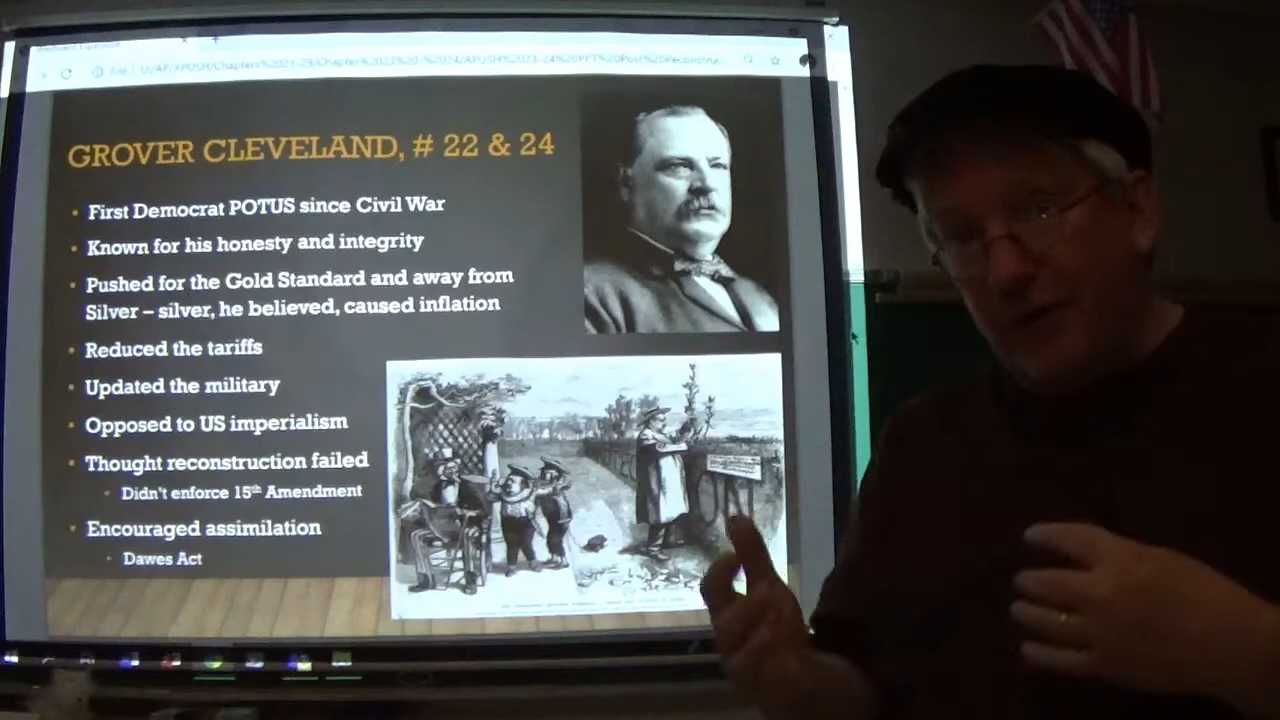 GROVER CLEVELAND, # 22 & 24
First Democrat POTUS since Civil War
Known for his honesty and integrity
Pushed for the Gold Standard and away from
Silver – silver, he believed, caused inflation
Reduced the tariffs
Updated the military
Opposed to US imperialism
Thought reconstruction failed
Didn't enforce 15th Amendment
Encouraged assimilation
Dawes Act